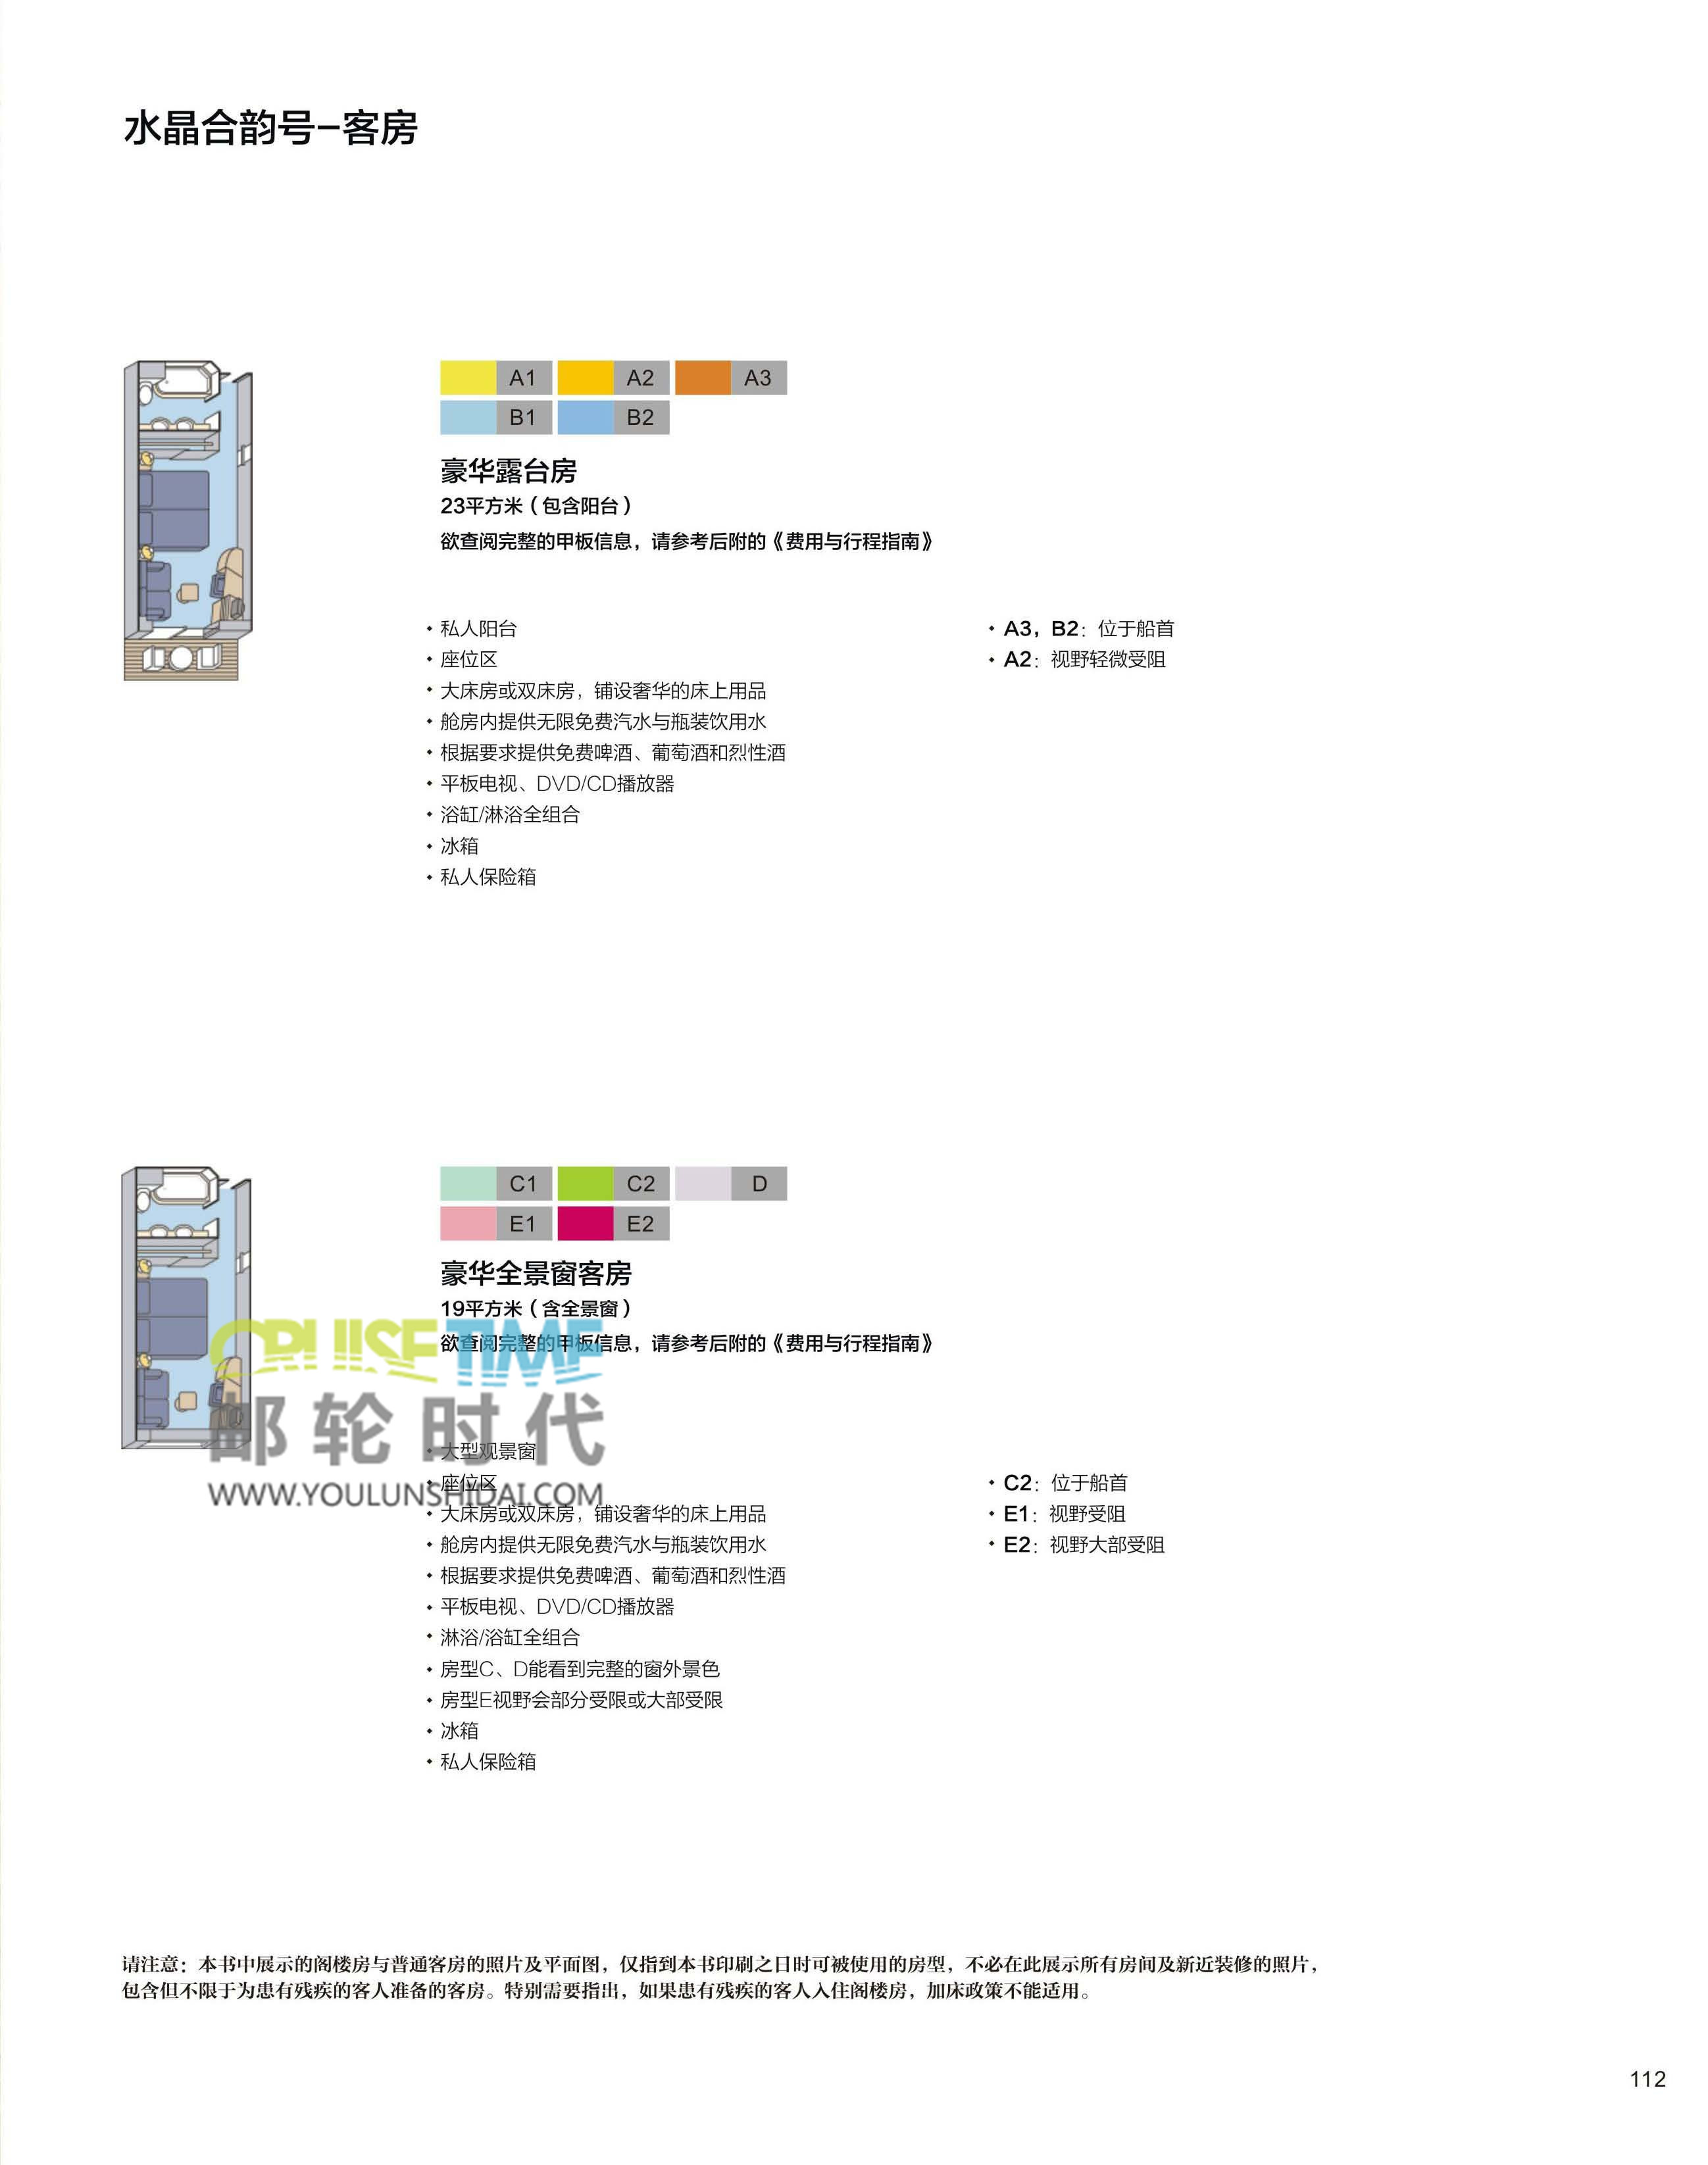 水晶合韵号–客房
A1 A2 A3
B1 B2
豪华露台房
23平方米（包含阳台）
欲查阅完整的甲板信息，请参考后附的《费用与行程指南》
• 私人阳台
• 座位区
• 大床房或双床房，铺设奢华的床上用品
• 舱房内提供无限免费汽水与瓶装饮用水
• 根据要求提供免费啤酒、葡萄酒和烈性酒
• 平板电视、DVD/CD播放器
• 浴缸/淋浴全组合
• 冰箱
• 私人保险箱
• A3，B2：位于船首
• A2：视野轻微受阻
C1 C2 D
E1 E2
豪华全景窗客房
19平方米（含全景窗）
欲查阅完整的甲板信息，请参考后附的《费用与行程指南》
CRUISE TIME
邮轮时代
WWW.YOULUNSHIDAI.COM
• 大型观景窗
• 座位区
• 大床房或双床房，铺设奢华的床上用品
• 舱房内提供无限免费汽水与瓶装饮用水
• 根据要求提供免费啤酒、葡萄酒和烈性酒
• 平板电视、DVD/CD播放器
• 淋浴/浴缸全组合
• 房型C、D能看到完整的窗外景色
• 房型E视野会部分受限或大部受限
• 冰箱
• 私人保险箱
• C2：位于船首
• E1：视野受阻
• E2：视野大部受阻
请注意：本书中展示的阁楼房与普通客房的照片及平面图，仅指到本书印刷之日时可被使用的房型，不必在此展示所有房间及新近装修的照片，
包含但不限于为患有残疾的客人准备的客房。特别需要指出，如果患有残疾的客人入住阁楼房，加床政策不能适用。
112